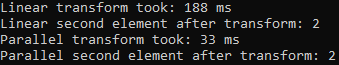 Linear transform took: 188 ms
Linear second element after transform: 2
Parallel transform took: 33 ms
Parallel second element after transform: 2